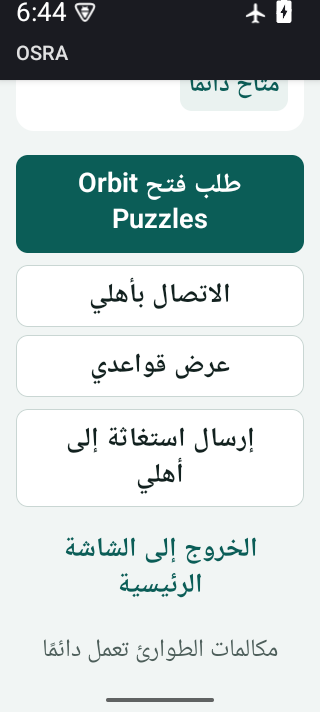 6:44
OSRA
متاح دائمًا
طلب فتح Orbit
Puzzles
الاتصال بأهلي
عرض قواعدي
إرسال استغاثة إلى
أهلي
الخروج إلى الشاشة
الرئيسية
مكالمات الطوارئ تعمل دائمًا